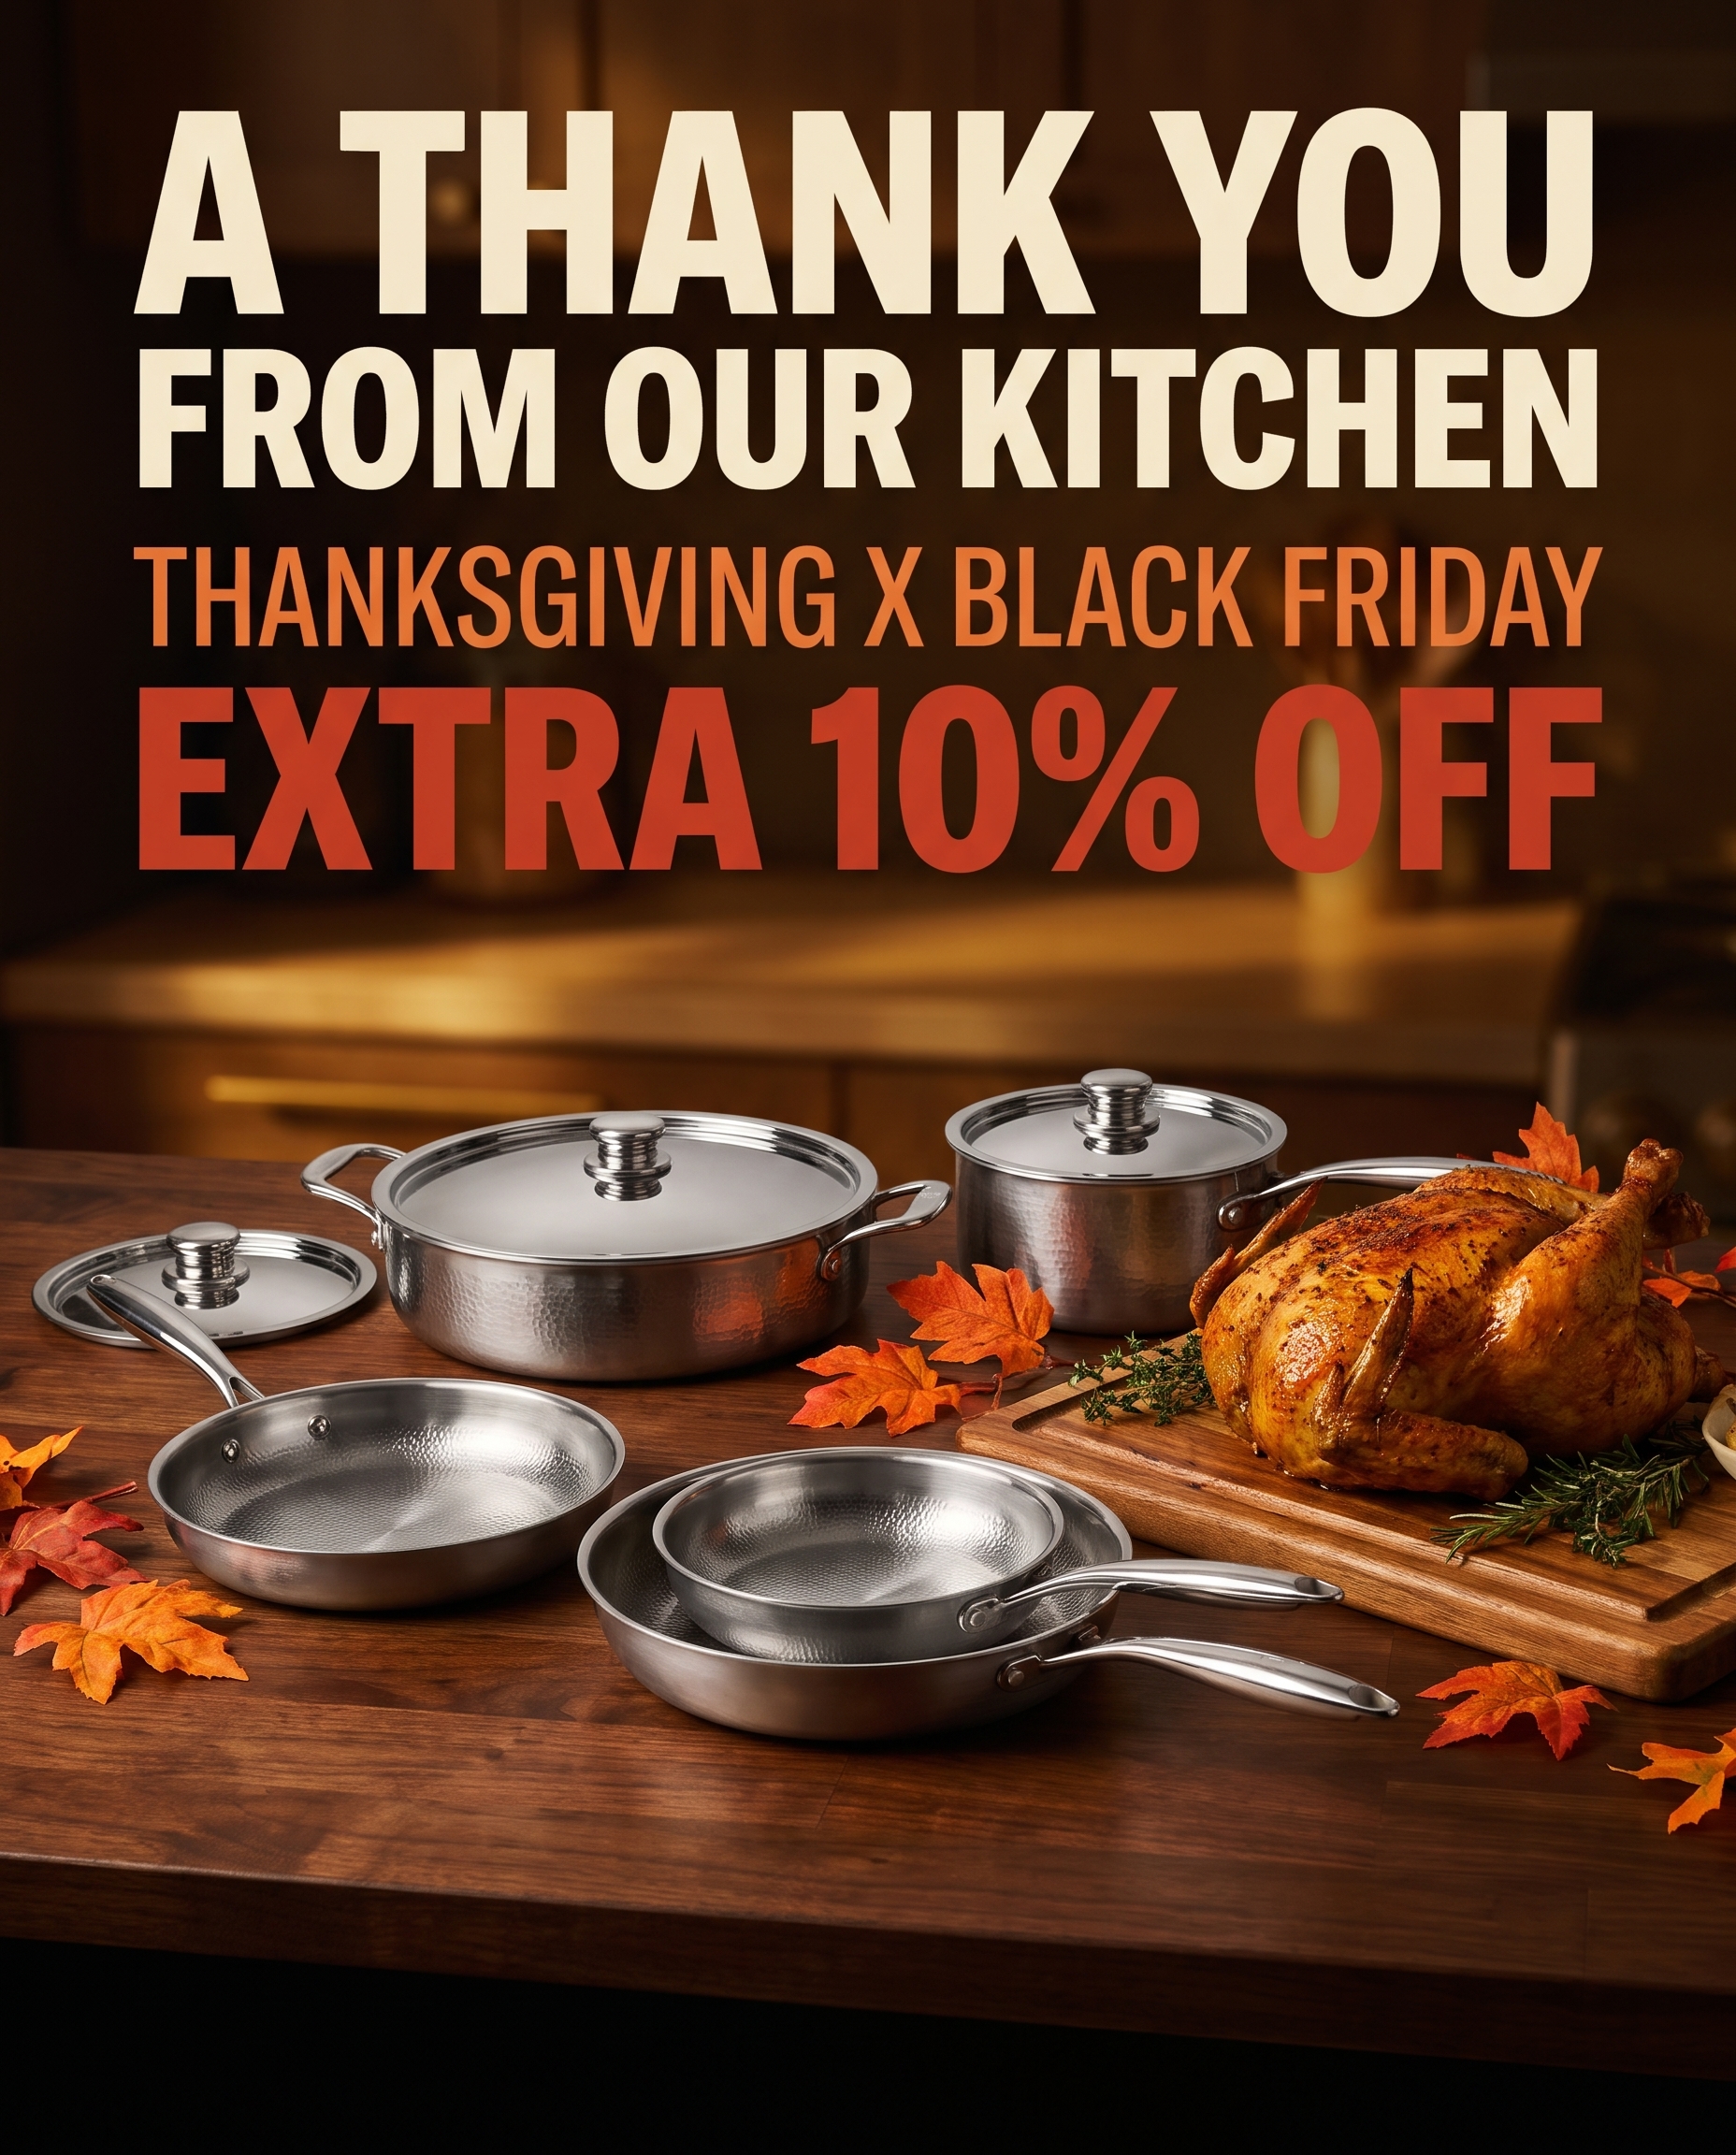 A THANK YOU
FROM OUR KITCHEN
THANKSGIVING X BLACK FRIDAY
EXTRA 10% OFF